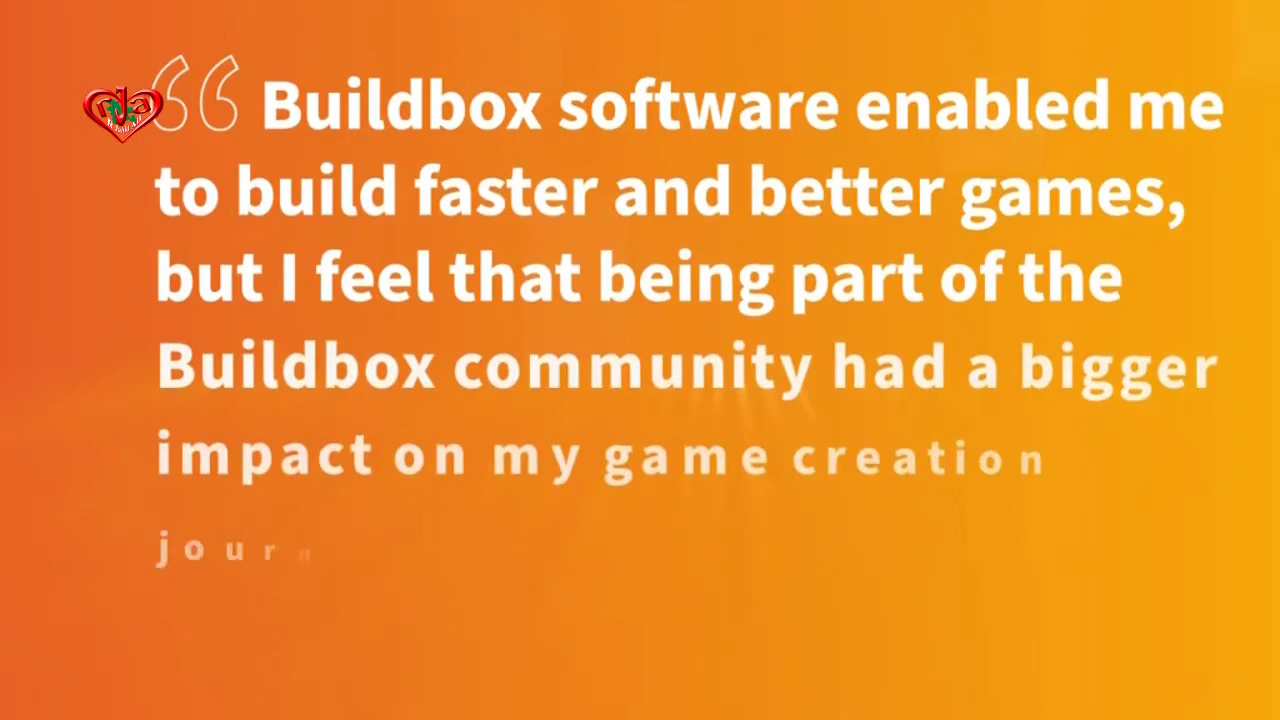 “ Buildbox software enabled me
to build faster and better games,
but I feel that being part of the
Buildbox community had a bigger
impact on my game creation
journ